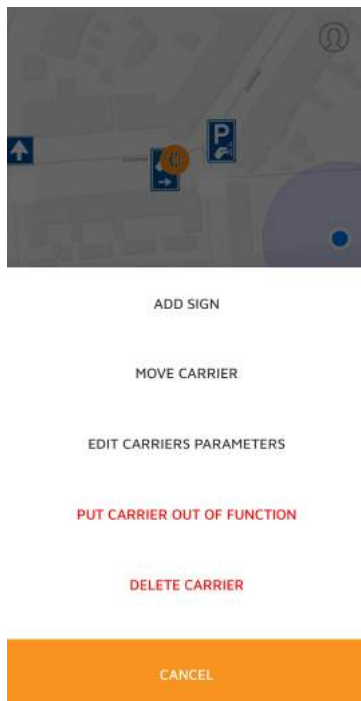 P
ADD SIGN
MOVE CARRIER
EDIT CARRIERS PARAMETERS
PUT CARRIER OUT OF FUNCTION
DELETE CARRIER
CANCEL